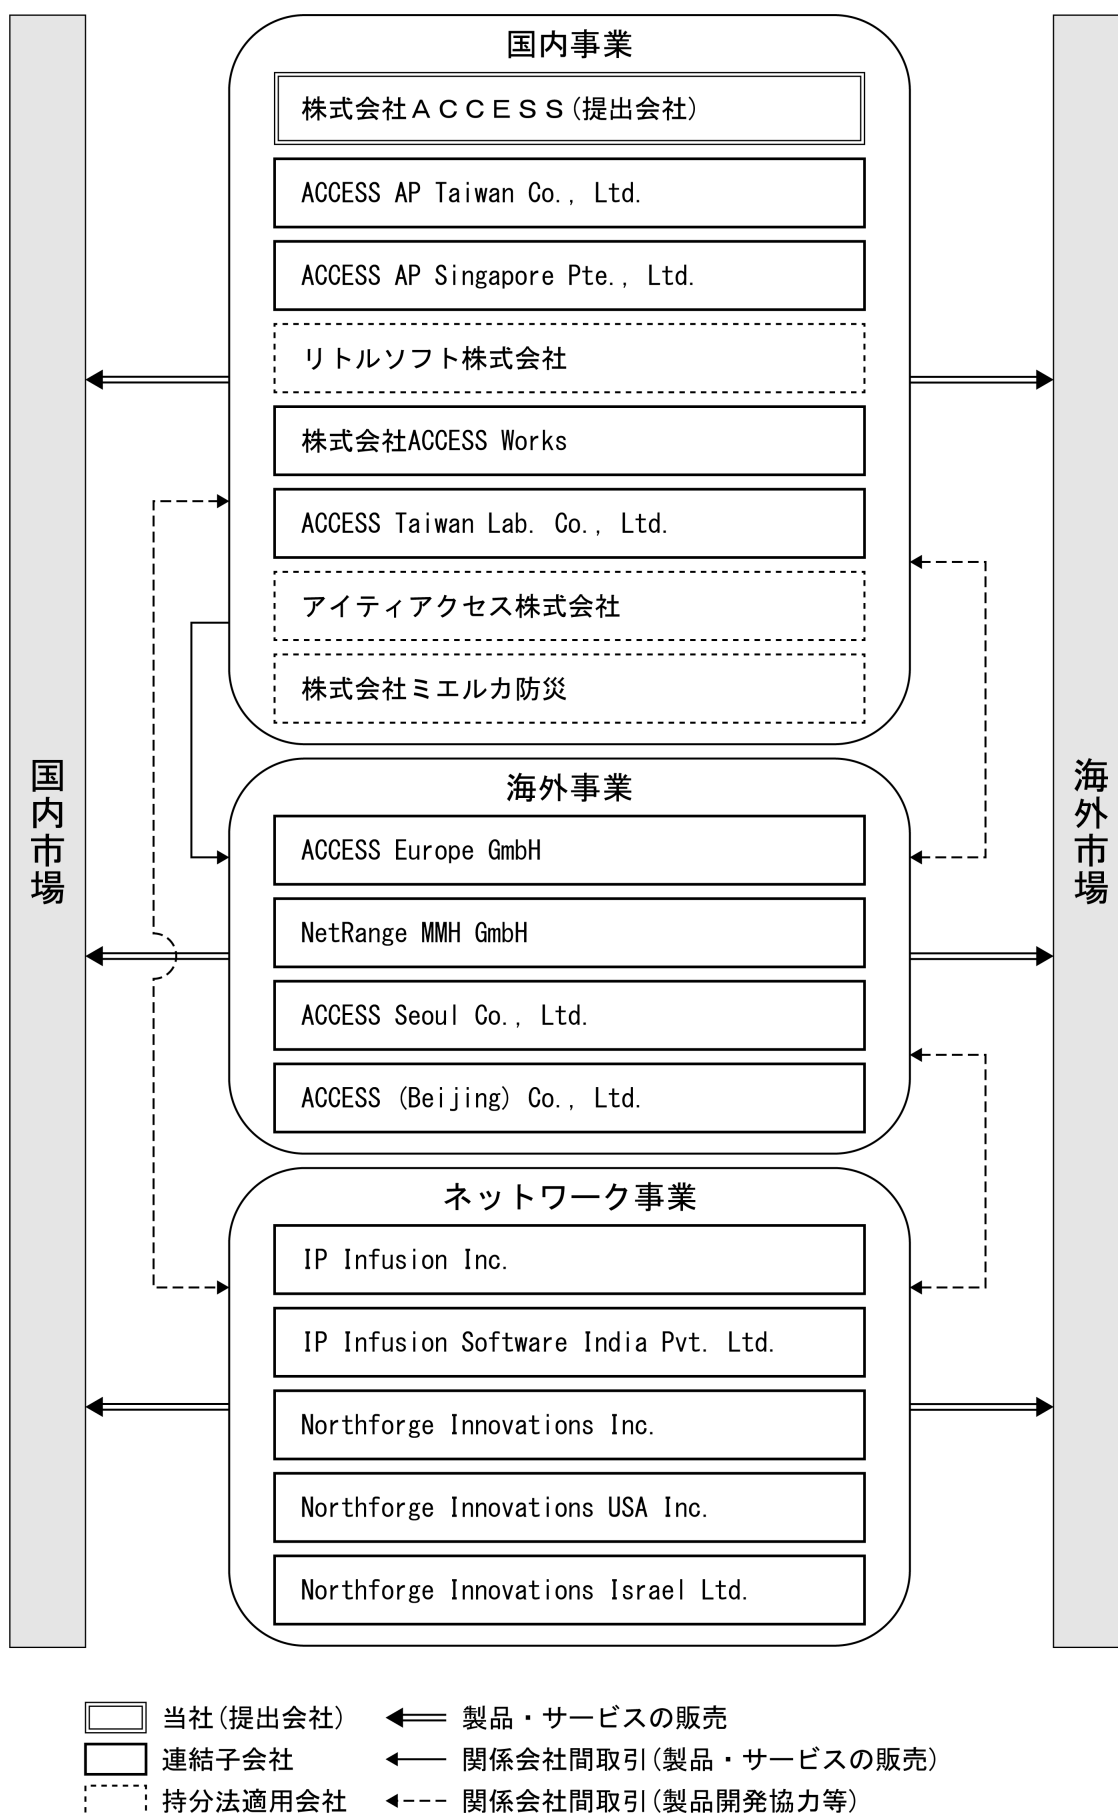 国内市場
国内事業
株式会社ＡＣＣＥＳＳ(提出会社)
ACCESS AP Taiwan Co., Ltd.
ACCESS AP Singapore Pte., Ltd.
リトルソフト株式会社
株式会社ACCESS Works
ACCESS Taiwan Lab. Co., Ltd.
アイティアクセス株式会社
株式会社ミエルカ防災
海外事業
ACCESS Europe GmbH
NetRange MMH GmbH
ACCESS Seoul Co., Ltd.
ACCESS (Beijing) Co., Ltd.
ネットワーク事業
IP Infusion Inc.
IP Infusion Software India Pvt. Ltd.
Northforge Innovations Inc.
Northforge Innovations USA Inc.
Northforge Innovations Israel Ltd.
海外市場
当社(提出会社)
製品・サービスの販売
連結子会社
関係会社間取引(製品・サービスの販売)
持分法適用会社
関係会社間取引(製品開発協力等)